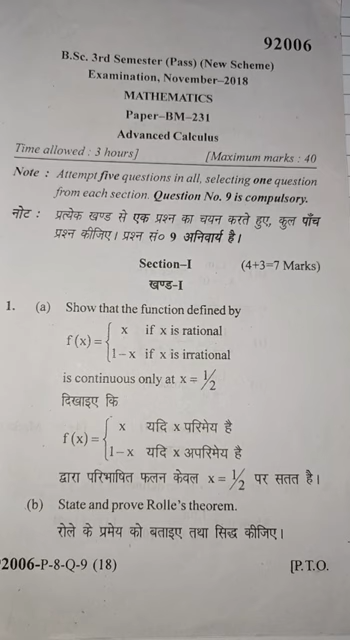 92006
B.Sc. 3rd Semester (Pass) (New Scheme)
Examination, November–2018
MATHEMATICS
Paper–BM–231
Advanced Calculus
Time allowed : 3 hours] [Maximum marks : 40
Note : Attempt five questions in all, selecting one question
from each section. Question No. 9 is compulsory.
नोट : प्रत्येक खण्ड से एक प्रश्न का चयन करते हुए, कुल पाँच
प्रश्न कीजिए। प्रश्न सं० 9 अनिवार्य है।
Section–I (4+3=7 Marks)
खण्ड-I
1. (a) Show that the function defined by
f(x) = { x if x is rational
1–x if x is irrational
is continuous only at x = 1/2
दिखाइए कि
f(x) = { x यदि x परिमेय है
1–x यदि x अपरिमेय है
द्वारा परिभाषित फलन केवल x = 1/2 पर सतत है।
(b) State and prove Rolle's theorem.
रोले के प्रमेय को बताइए तथा सिद्ध कीजिए।
92006-P-8-Q-9 (18) [P.T.O.